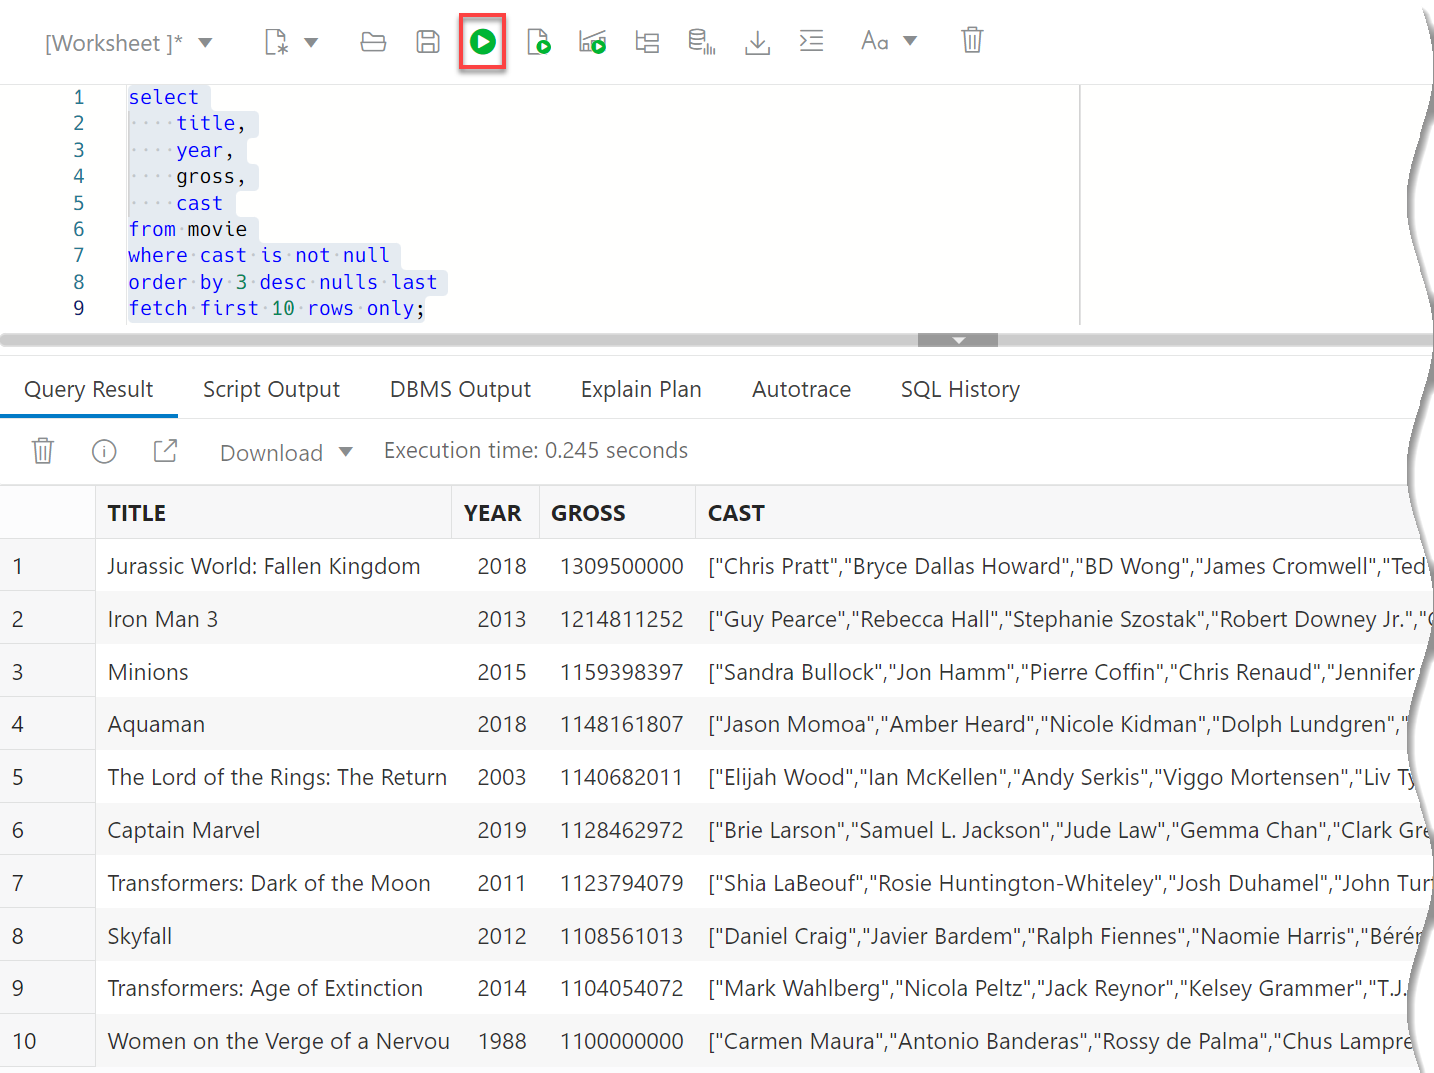 [Worksheet ]*
Aa
1 select
2 title,
3 year,
4 gross,
5 cast
6 from movie
7 where cast is not null
8 order by 3 desc nulls last
9 fetch first 10 rows only;
Query Result Script Output DBMS Output Explain Plan Autotrace SQL History
Download Execution time: 0.245 seconds
TITLE YEAR GROSS CAST
1 Jurassic World: Fallen Kingdom 2018 1309500000 ["Chris Pratt","Bryce Dallas Howard","BD Wong","James Cromwell","Ted
2 Iron Man 3 2013 1214811252 ["Guy Pearce","Rebecca Hall","Stephanie Szostak","Robert Downey Jr.","
3 Minions 2015 1159398397 ["Sandra Bullock","Jon Hamm","Pierre Coffin","Chris Renaud","Jennifer
4 Aquaman 2018 1148161807 ["Jason Momoa","Amber Heard","Nicole Kidman","Dolph Lundgren","
5 The Lord of the Rings: The Return 2003 1140682011 ["Elijah Wood","Ian McKellen","Andy Serkis","Viggo Mortensen","Liv Ty
6 Captain Marvel 2019 1128462972 ["Brie Larson","Samuel L. Jackson","Jude Law","Gemma Chan","Clark Gre
7 Transformers: Dark of the Moon 2011 1123794079 ["Shia LaBeouf","Rosie Huntington-Whiteley","Josh Duhamel","John Tur
8 Skyfall 2012 1108561013 ["Daniel Craig","Javier Bardem","Ralph Fiennes","Naomie Harris","Bérér
9 Transformers: Age of Extinction 2014 1104054072 ["Mark Wahlberg","Nicola Peltz","Jack Reynor","Kelsey Grammer","T.J.
10 Women on the Verge of a Nervou 1988 1100000000 ["Carmen Maura","Antonio Banderas","Rossy de Palma","Chus Lampre